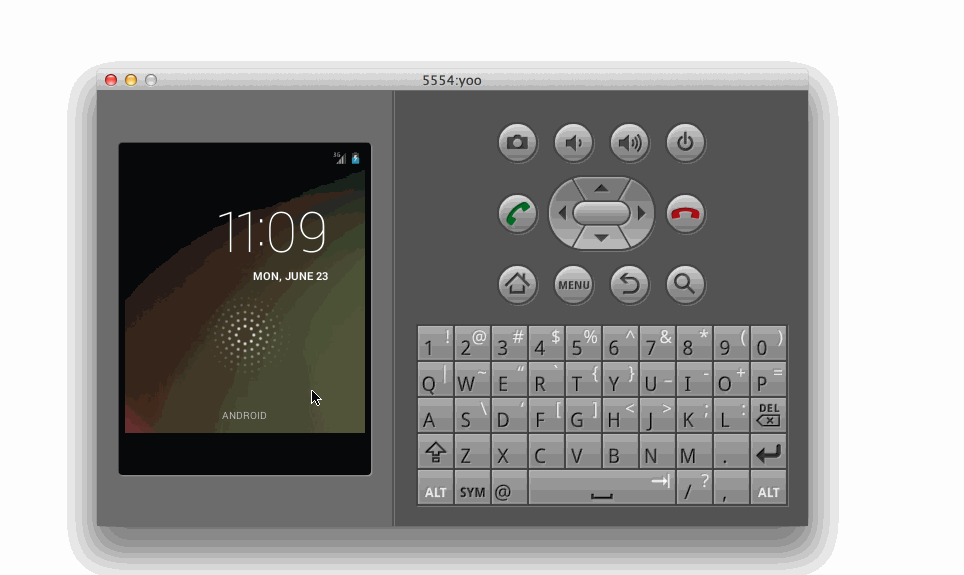 5554:yoo
3G
11:09
MON, JUNE 23
ANDROID
MENU
1 ! 2 @ 3 # 4 $ 5 % 6 ^ 7 & 8 * 9 ( 0 )
Q | W ~ E “ R ` T { Y } U _ I - O + P =
A S \ D ‘ F [ G ] H < J > K ; L : DEL
Z X C V B N M .
ALT SYM @ / ? , ALT